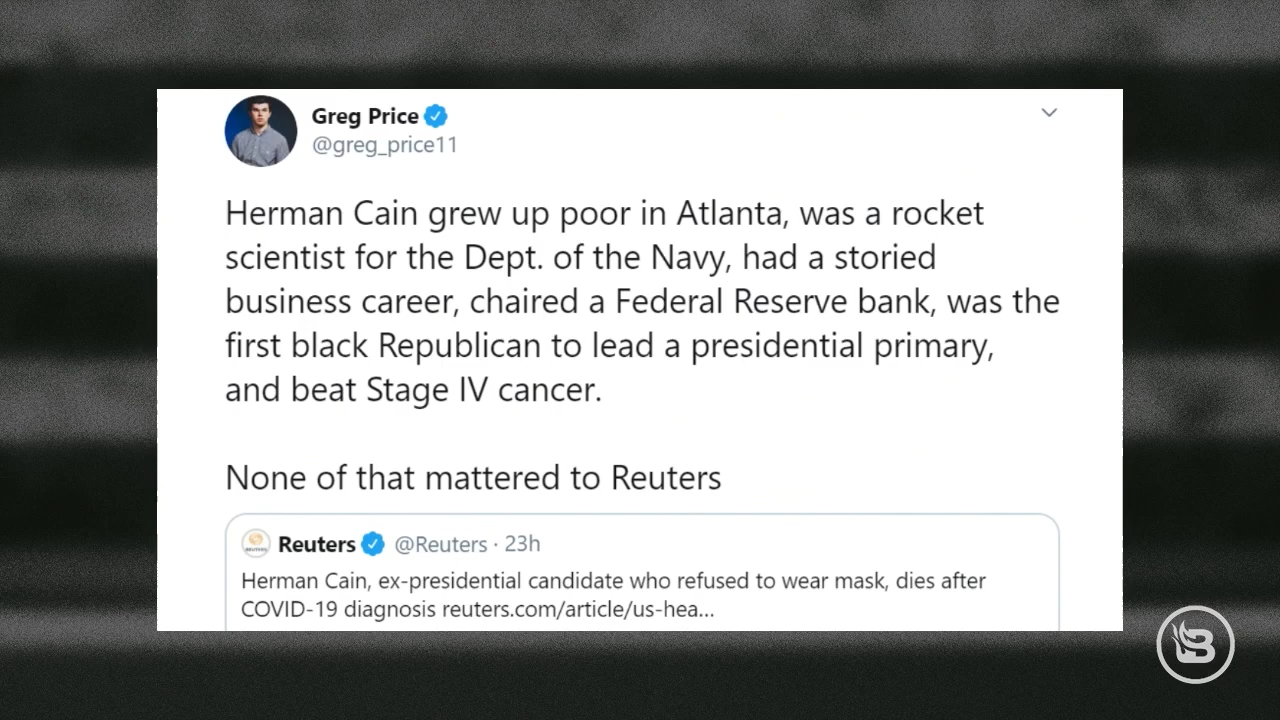 Greg Price
@greg_price11
Herman Cain grew up poor in Atlanta, was a rocket
scientist for the Dept. of the Navy, had a storied
business career, chaired a Federal Reserve bank, was the
first black Republican to lead a presidential primary,
and beat Stage IV cancer.
None of that mattered to Reuters
REUTERS
Reuters @Reuters · 23h
Herman Cain, ex-presidential candidate who refused to wear mask, dies after
COVID-19 diagnosis reuters.com/article/us-hea...
B